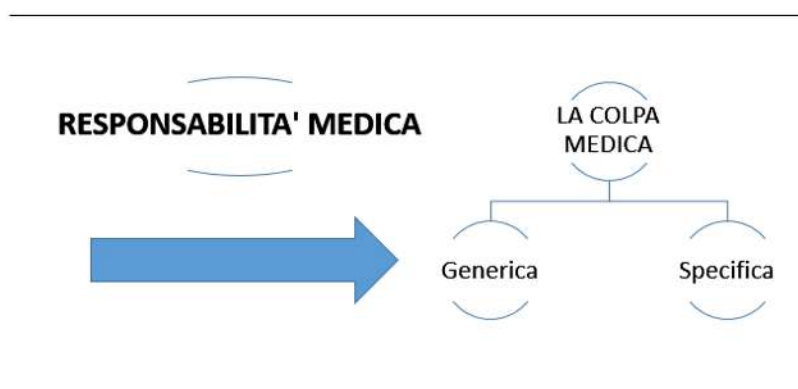 RESPONSABILITA' MEDICA
LA COLPA
MEDICA
Generica
Specifica